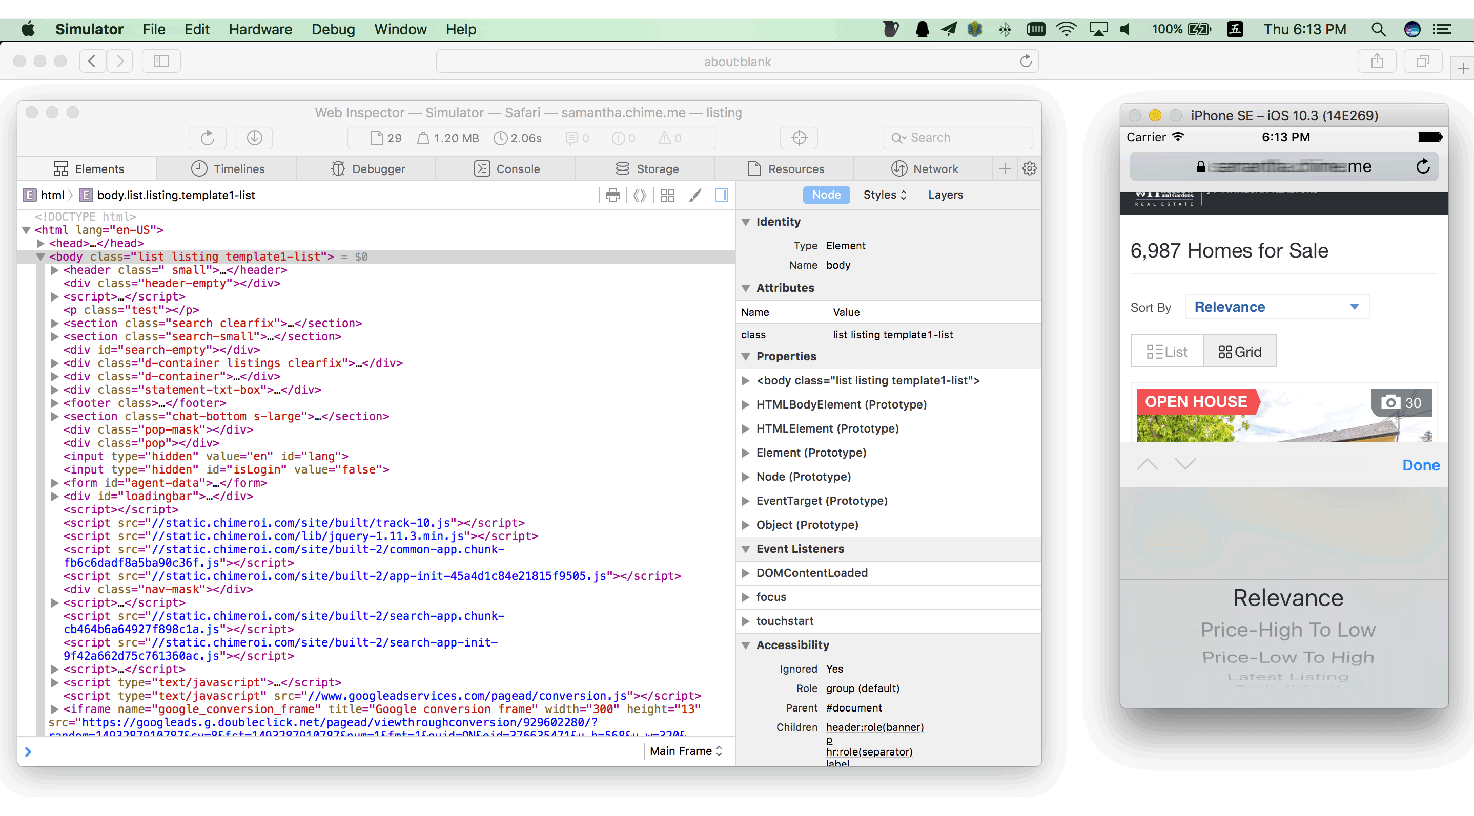 Simulator File Edit Hardware Debug Window Help 100% 五 Thu 6:13 PM
about:blank
Web Inspector — Simulator — Safari — samantha.chime.me — listing
29 1.20 MB 2.06s 0 0 0 Search
Elements Timelines Debugger Console Storage Resources Network
E html E body.list.listing.template1-list
<!DOCTYPE html>
<html lang="en-US">
<head>…</head>
<body class="list listing template1-list"> = $0
<header class=" small">…</header>
<div class="header-empty"></div>
<script>…</script>
<p class="test"></p>
<section class="search clearfix">…</section>
<section class="search-small">…</section>
<div id="search-empty"></div>
<div class="d-container listings clearfix">…</div>
<div class="d-container">…</div>
<div class="statement-txt-box">…</div>
<footer class>…</footer>
<section class="chat-bottom s-large">…</section>
<div class="pop-mask"></div>
<div class="pop"></div>
<input type="hidden" value="en" id="lang">
<input type="hidden" id="isLogin" value="false">
<form id="agent-data">…</form>
<div id="loadingbar">…</div>
<script></script>
<script src="//static.chimeroi.com/site/built/track-10.js"></script>
<script src="//static.chimeroi.com/lib/jquery-1.11.3.min.js"></script>
<script src="//static.chimeroi.com/site/built-2/common-app.chunk-
fb6c6dadf8a5ba90c36f.js"></script>
<script src="//static.chimeroi.com/site/built-2/app-init-45a4d1c84e21815f9505.js"></script>
<div class="nav-mask"></div>
<script>…</script>
<script src="//static.chimeroi.com/site/built-2/search-app.chunk-
cb464b6a64927f898c1a.js"></script>
<script src="//static.chimeroi.com/site/built-2/search-app-init-
9f42a662d75c761360ac.js"></script>
<script>…</script>
<script type="text/javascript">…</script>
<script type="text/javascript" src="//www.googleadservices.com/pagead/conversion.js"></script>
<iframe name="google_conversion_frame" title="Google conversion frame" width="300" height="13"
src="https://googleads.g.doubleclick.net/pagead/viewthroughconversion/929602280/?
Main Frame
Node Styles Layers
Identity
Type Element
Name body
Attributes
Name Value
class list listing template1-list
Properties
<body class="list listing template1-list">
HTMLBodyElement (Prototype)
HTMLElement (Prototype)
Element (Prototype)
Node (Prototype)
EventTarget (Prototype)
Object (Prototype)
Event Listeners
DOMContentLoaded
focus
touchstart
Accessibility
Ignored Yes
Role group (default)
Parent #document
Children header:role(banner)
p
hr:role(separator)
label
iPhone SE – iOS 10.3 (14E269)
Carrier 6:13 PM
me
REAL ESTATE
6,987 Homes for Sale
Sort By Relevance
List Grid
OPEN HOUSE 30
Done
Relevance
Price-High To Low
Price-Low To High
Latest Listing